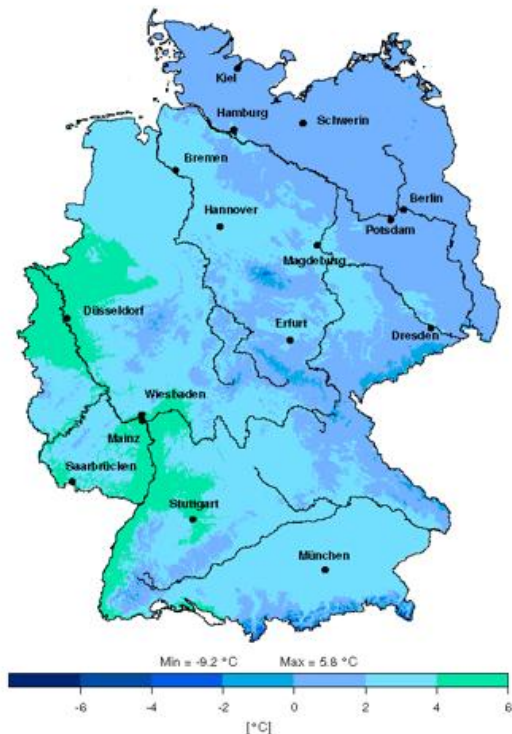 Kiel
Hamburg
Schwerin
Bremen
Berlin
Hannover
Potsdam
Magdeburg
Düsseldorf
Erfurt
Dresden
Wiesbaden
Mainz
Saarbrücken
Stuttgart
München
Min = -9.2 °C Max = 5.8 °C
-6 -4 -2 0 2 4 6
[°C]